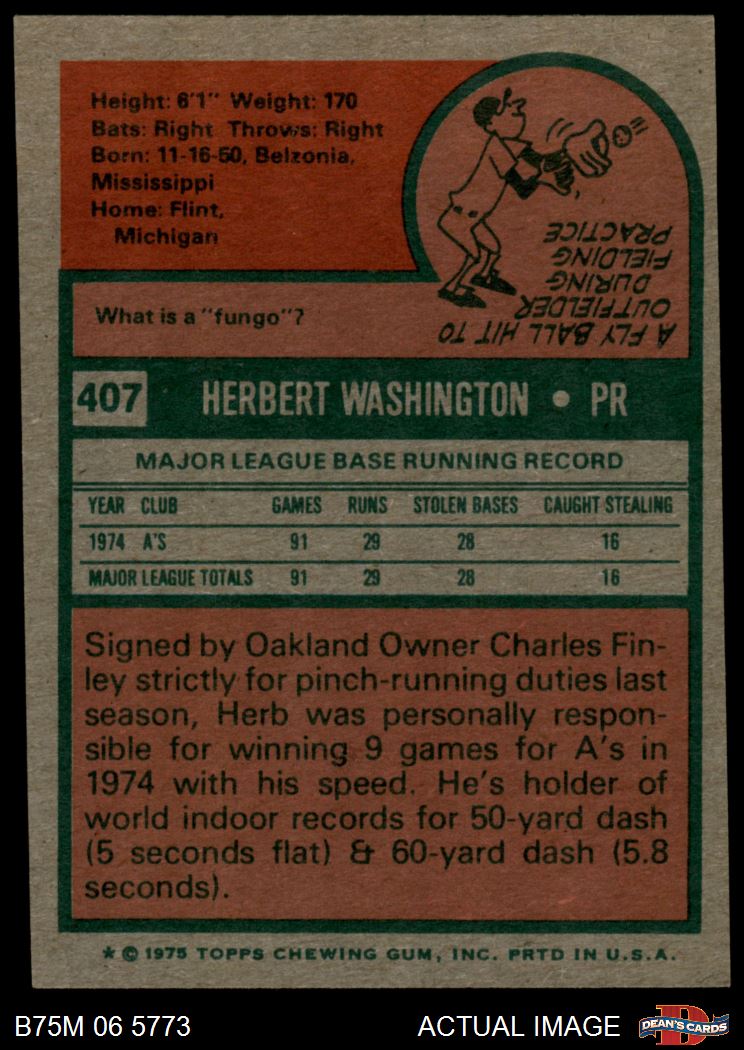 Height: 6'1" Weight: 170
Bats: Right Throws: Right
Born: 11-16-50, Belzonia,
Mississippi
Home: Flint,
Michigan
What is a "fungo"?
A FLY BALL HIT TO
OUTFIELDER
DURING
FIELDING
PRACTICE
407 HERBERT WASHINGTON • PR
MAJOR LEAGUE BASE RUNNING RECORD
YEAR CLUB GAMES RUNS STOLEN BASES CAUGHT STEALING
1974 A'S 91 29 28 16
MAJOR LEAGUE TOTALS 91 29 28 16
Signed by Oakland Owner Charles Fin-
ley strictly for pinch-running duties last
season, Herb was personally respon-
sible for winning 9 games for A's in
1974 with his speed. He's holder of
world indoor records for 50-yard dash
(5 seconds flat) & 60-yard dash (5.8
seconds).
* © 1975 TOPPS CHEWING GUM, INC. PRTD IN U.S.A.
B75M 06 5773 ACTUAL IMAGE
D
DEAN'S CARDS